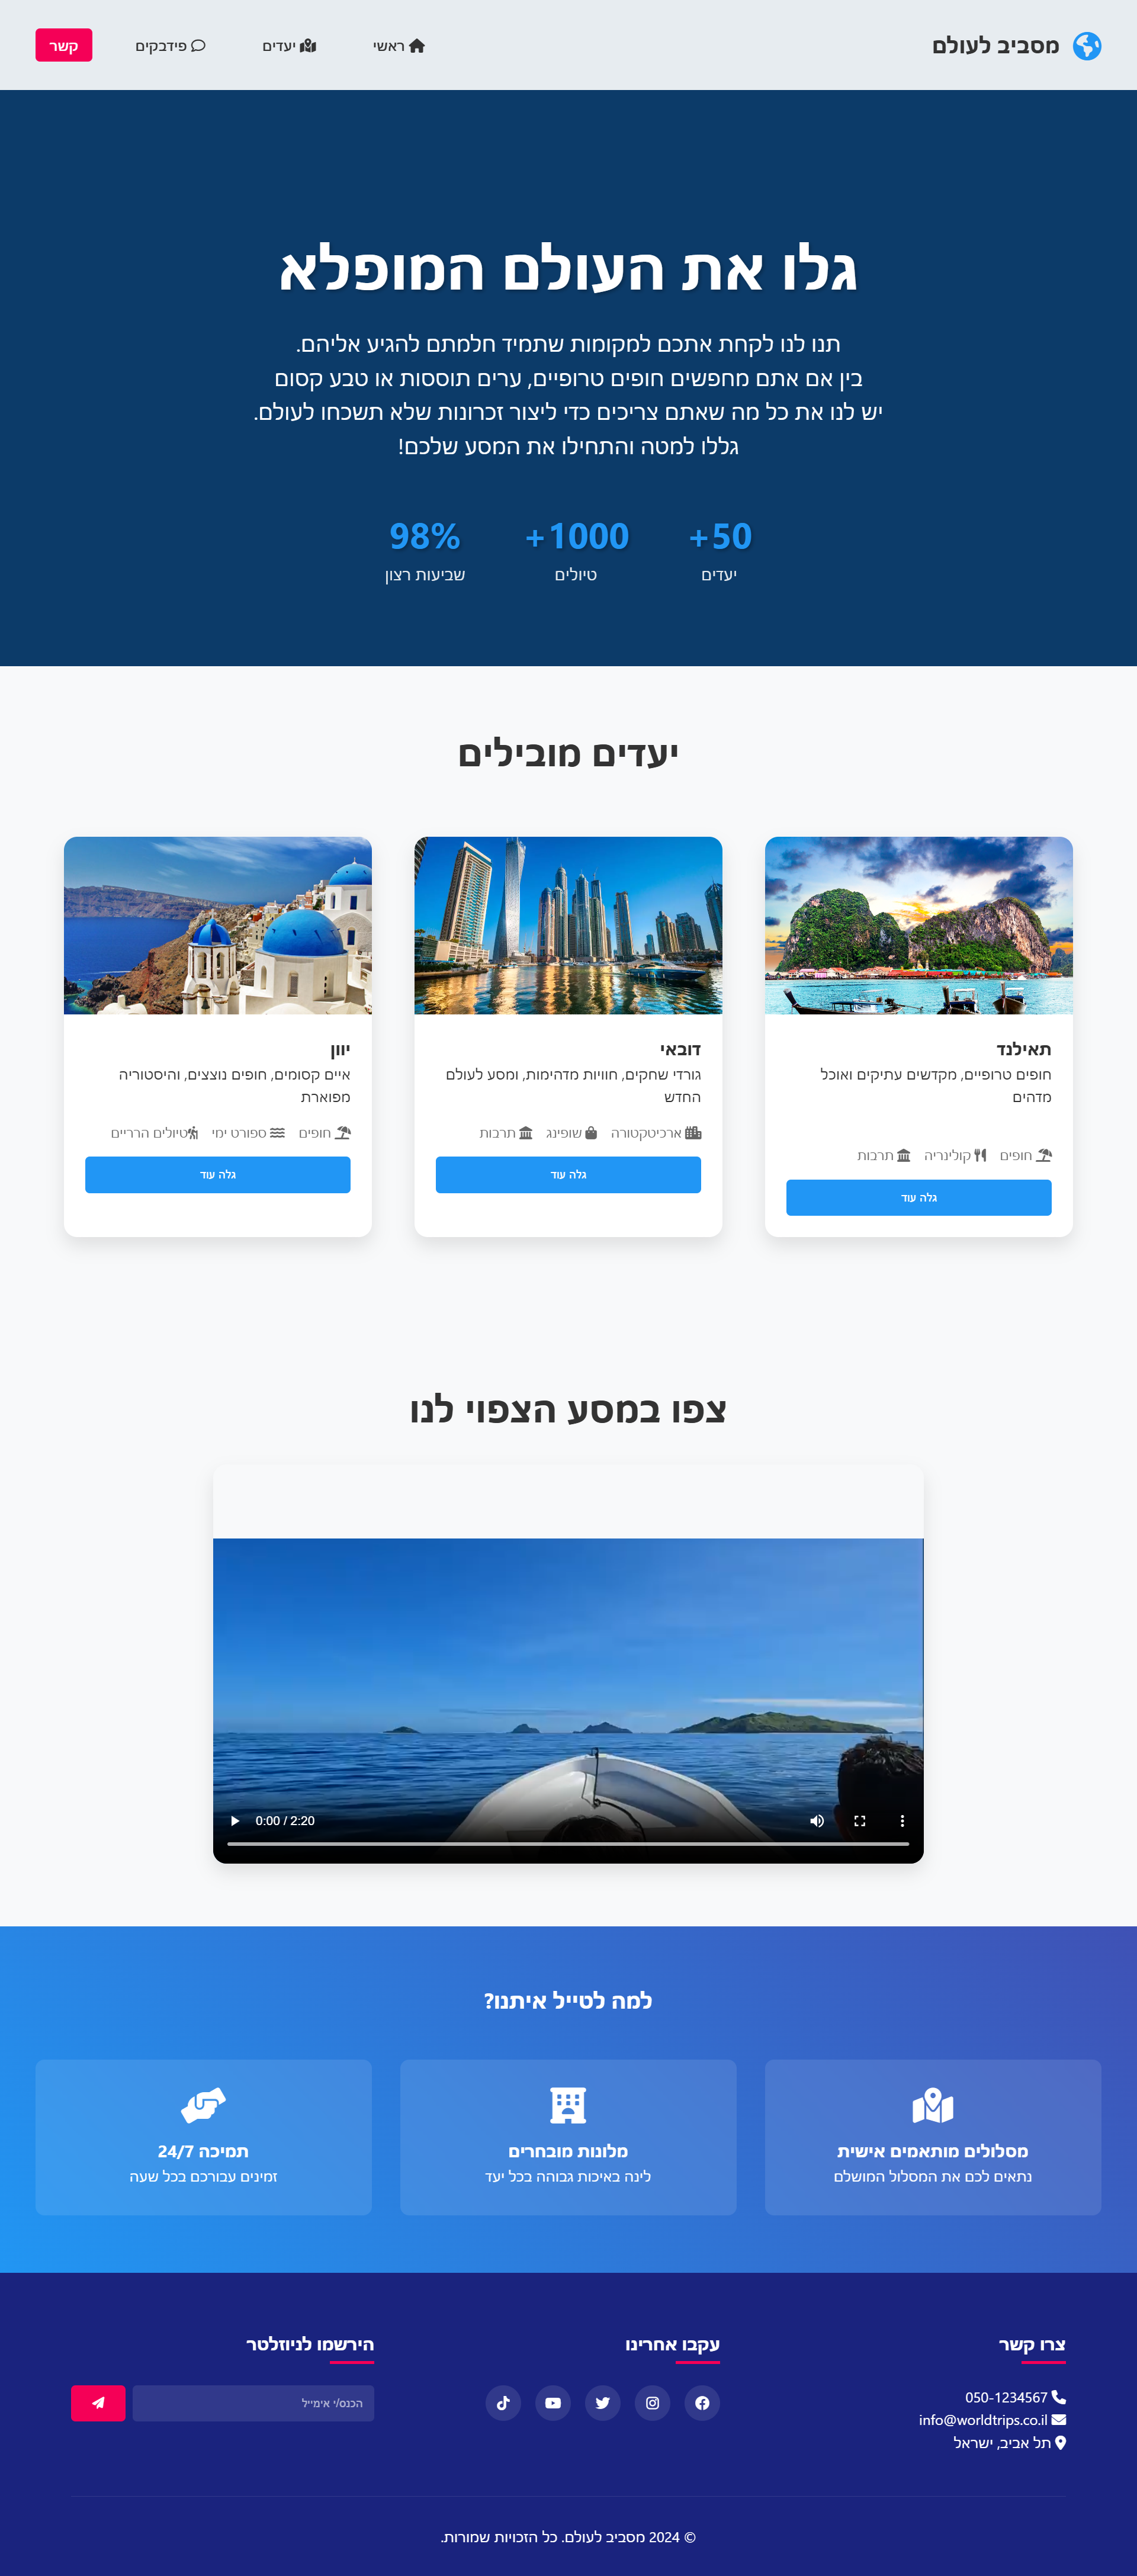 מסביב לעולם
ראשי
יעדים
פידבקים
קשר
גלו את העולם המופלא
תנו לנו לקחת אתכם למקומות שתמיד חלמתם להגיע אליהם.
בין אם אתם מחפשים חופים טרופיים, ערים תוססות או טבע קסום
יש לנו את כל מה שאתם צריכים כדי ליצור זכרונות שלא תשכחו לעולם.
גללו למטה והתחילו את המסע שלכם!
50+
יעדים
1000+
טיולים
98%
שביעות רצון
יעדים מובילים
תאילנד
חופים טרופיים, מקדשים עתיקים ואוכל
מדהים
חופים
קולינריה
תרבות
גלה עוד
דובאי
גורדי שחקים, חוויות מדהימות, ומסע לעולם
החדש
ארכיטקטורה
שופינג
תרבות
גלה עוד
יוון
איים קסומים, חופים נוצצים, והיסטוריה
מפוארת
חופים
ספורט ימי
טיולים הרריים
גלה עוד
צפו במסע הצפוי לנו
0:00 / 2:20
למה לטייל איתנו?
מסלולים מותאמים אישית
נתאים לכם את המסלול המושלם
מלונות מובחרים
לינה באיכות גבוהה בכל יעד
תמיכה 24/7
זמינים עבורכם בכל שעה
צרו קשר
050-1234567
info@worldtrips.co.il
תל אביב, ישראל
עקבו אחרינו
הירשמו לניוזלטר
הכנס/י אימייל
© 2024 מסביב לעולם. כל הזכויות שמורות.